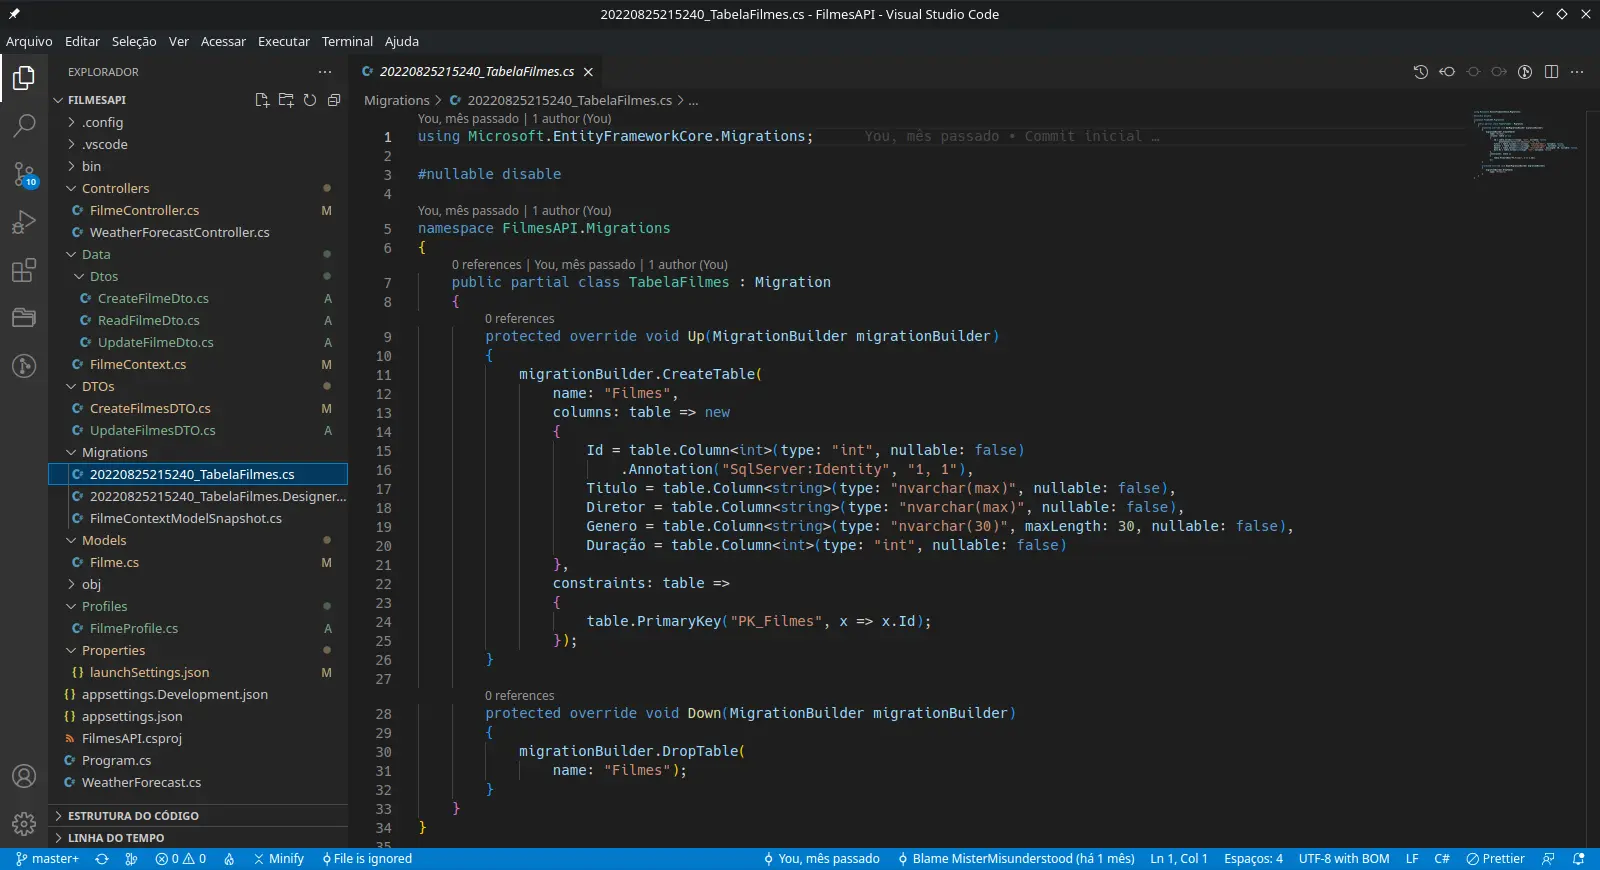 20220825215240_TabelaFilmes.cs - FilmesAPI - Visual Studio Code
Arquivo Editar Seleção Ver Acessar Executar Terminal Ajuda
EXPLORADOR
FILMESAPI
.config
.vscode
bin
Controllers
FilmeController.cs M
WeatherForecastController.cs
Data
Dtos
CreateFilmeDto.cs A
ReadFilmeDto.cs A
UpdateFilmeDto.cs A
FilmeContext.cs M
DTOs
CreateFilmesDTO.cs M
UpdateFilmesDTO.cs A
Migrations
20220825215240_TabelaFilmes.cs
20220825215240_TabelaFilmes.Designer...
FilmeContextModelSnapshot.cs
Models
Filme.cs M
obj
Profiles
FilmeProfile.cs A
Properties
launchSettings.json M
appsettings.Development.json
appsettings.json
FilmesAPI.csproj
Program.cs
WeatherForecast.cs
ESTRUTURA DO CÓDIGO
LINHA DO TEMPO
10
20220825215240_TabelaFilmes.cs
Migrations > 20220825215240_TabelaFilmes.cs > ...
You, mês passado | 1 author (You)
1 using Microsoft.EntityFrameworkCore.Migrations; You, mês passado • Commit inicial …
2
3 #nullable disable
4
You, mês passado | 1 author (You)
5 namespace FilmesAPI.Migrations
6 {
0 references | You, mês passado | 1 author (You)
7 public partial class TabelaFilmes : Migration
8 {
0 references
9 protected override void Up(MigrationBuilder migrationBuilder)
10 {
11 migrationBuilder.CreateTable(
12 name: "Filmes",
13 columns: table => new
14 {
15 Id = table.Column<int>(type: "int", nullable: false)
16 .Annotation("SqlServer:Identity", "1, 1"),
17 Titulo = table.Column<string>(type: "nvarchar(max)", nullable: false),
18 Diretor = table.Column<string>(type: "nvarchar(max)", nullable: false),
19 Genero = table.Column<string>(type: "nvarchar(30)", maxLength: 30, nullable: false),
20 Duração = table.Column<int>(type: "int", nullable: false)
21 },
22 constraints: table =>
23 {
24 table.PrimaryKey("PK_Filmes", x => x.Id);
25 });
26 }
27
0 references
28 protected override void Down(MigrationBuilder migrationBuilder)
29 {
30 migrationBuilder.DropTable(
31 name: "Filmes");
32 }
33 }
34 }
35
master+ 0 0 Minify File is ignored You, mês passado Blame MisterMisunderstood (há 1 mês) Ln 1, Col 1 Espaços: 4 UTF-8 with BOM LF C# Prettier